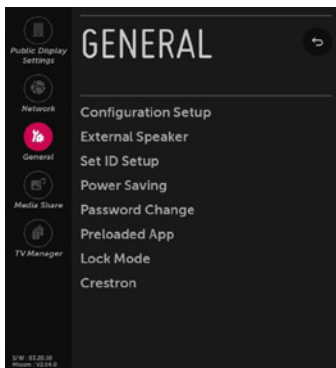 Public Display
Settings
Network
General
Media Share
TV Manager
GENERAL
Configuration Setup
External Speaker
Set ID Setup
Power Saving
Password Change
Preloaded App
Lock Mode
Crestron
S/W : 03.20.50
Micom : V2.04.0